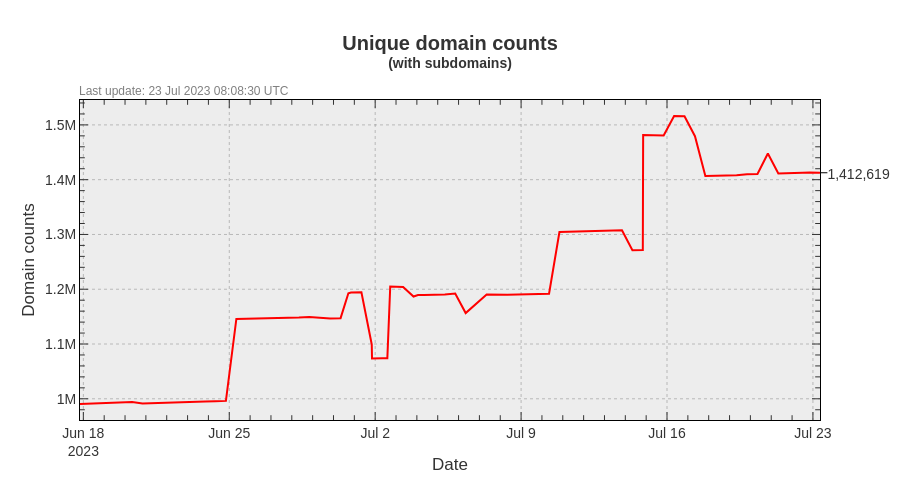 Unique domain counts
(with subdomains)
Last update: 23 Jul 2023 08:08:30 UTC
1.5M
1.4M
1.3M
1.2M
1.1M
1M
1,412,619
Domain counts
Jun 18
2023
Jun 25
Jul 2
Jul 9
Jul 16
Jul 23
Date